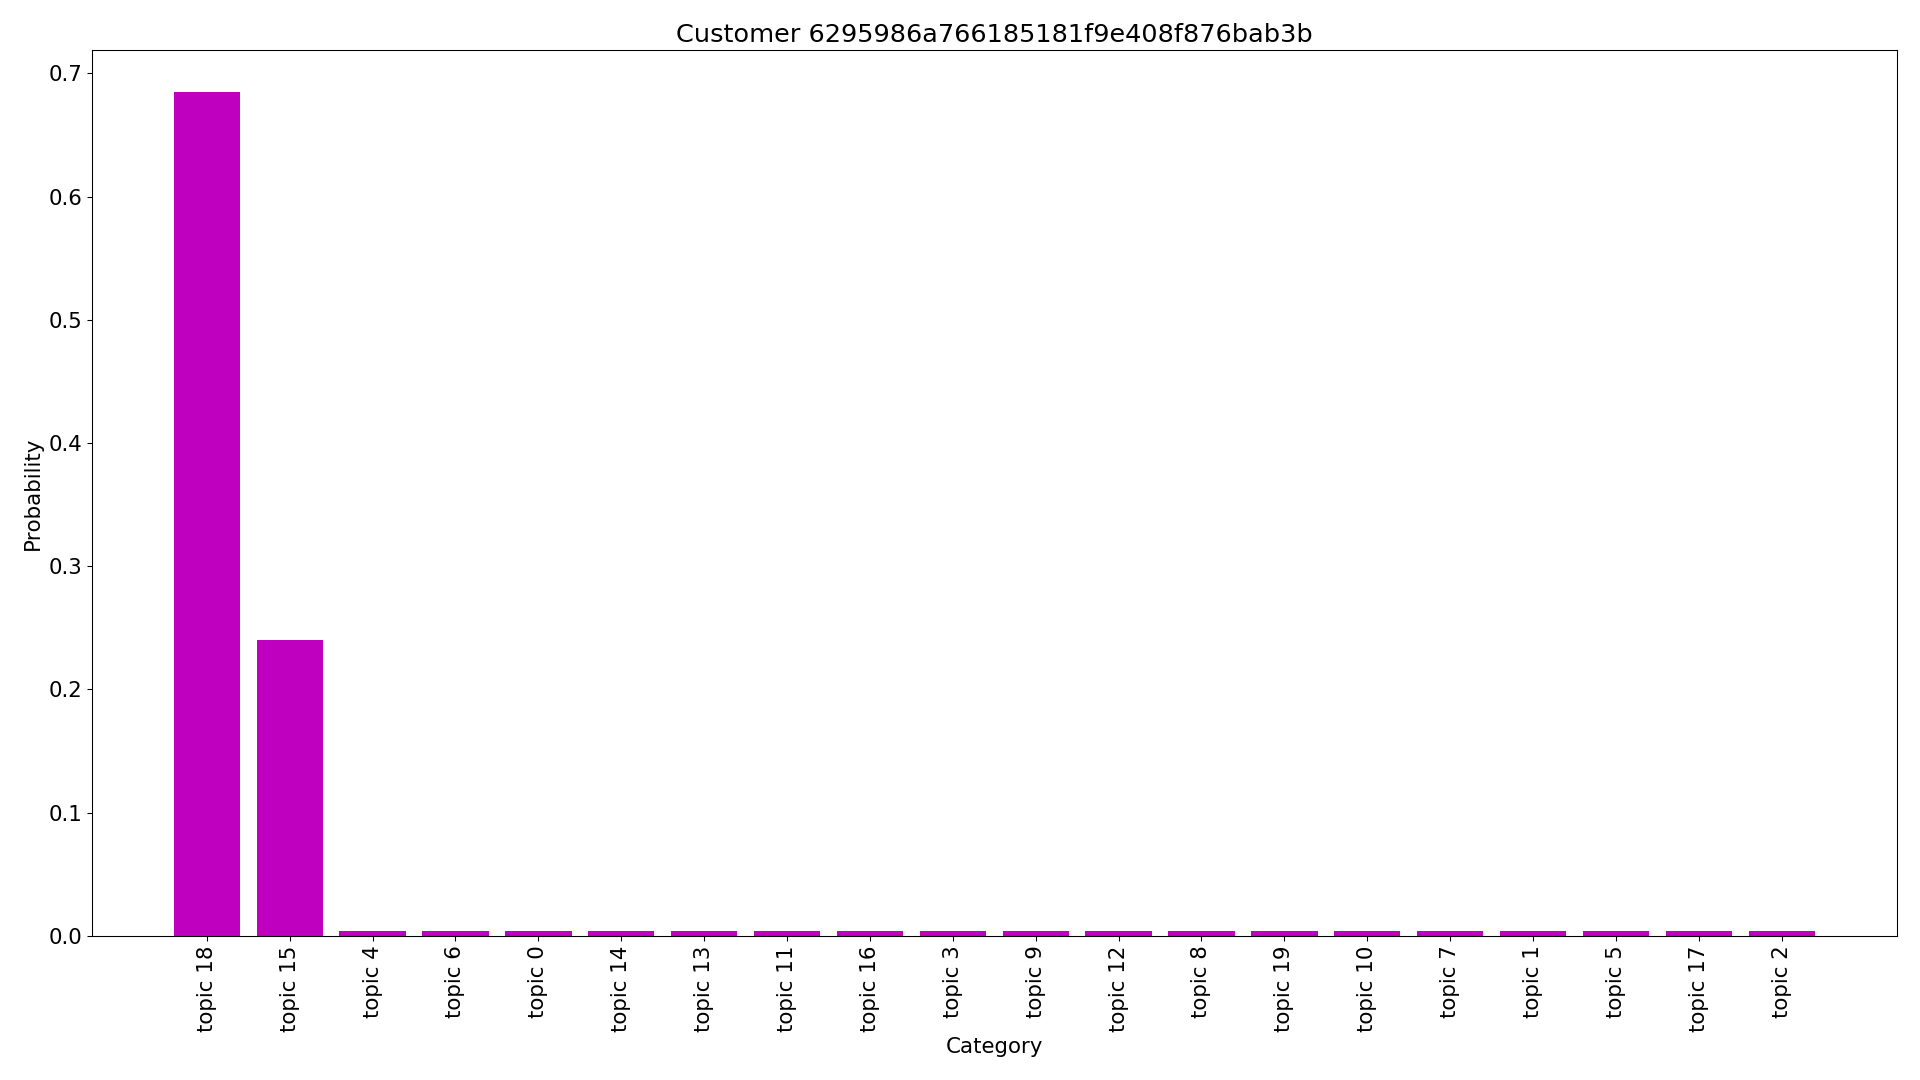 Customer 6295986a766185181f9e408f876bab3b
Probability
0.7
0.6
0.5
0.4
0.3
0.2
0.1
0.0
topic 18
topic 15
topic 4
topic 6
topic 0
topic 14
topic 13
topic 11
topic 16
topic 3
topic 9
topic 12
topic 8
topic 19
topic 10
topic 7
topic 1
topic 5
topic 17
topic 2
Category